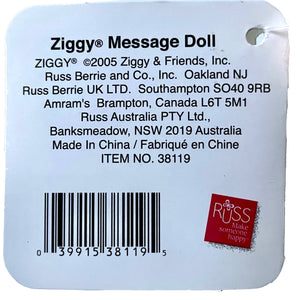 Ziggy® Message Doll
ZIGGY® ©2005 Ziggy & Friends, Inc.
Russ Berrie and Co., Inc. Oakland NJ
Russ Berrie UK LTD. Southampton SO40 9RB
Amram's Brampton, Canada L6T 5M1
Russ Australia PTY Ltd.,
Banksmeadow, NSW 2019 Australia
Made In China / Fabriqué en Chine
ITEM NO. 38119
0 39915 38119 5
RUSS
Make
someone
happy